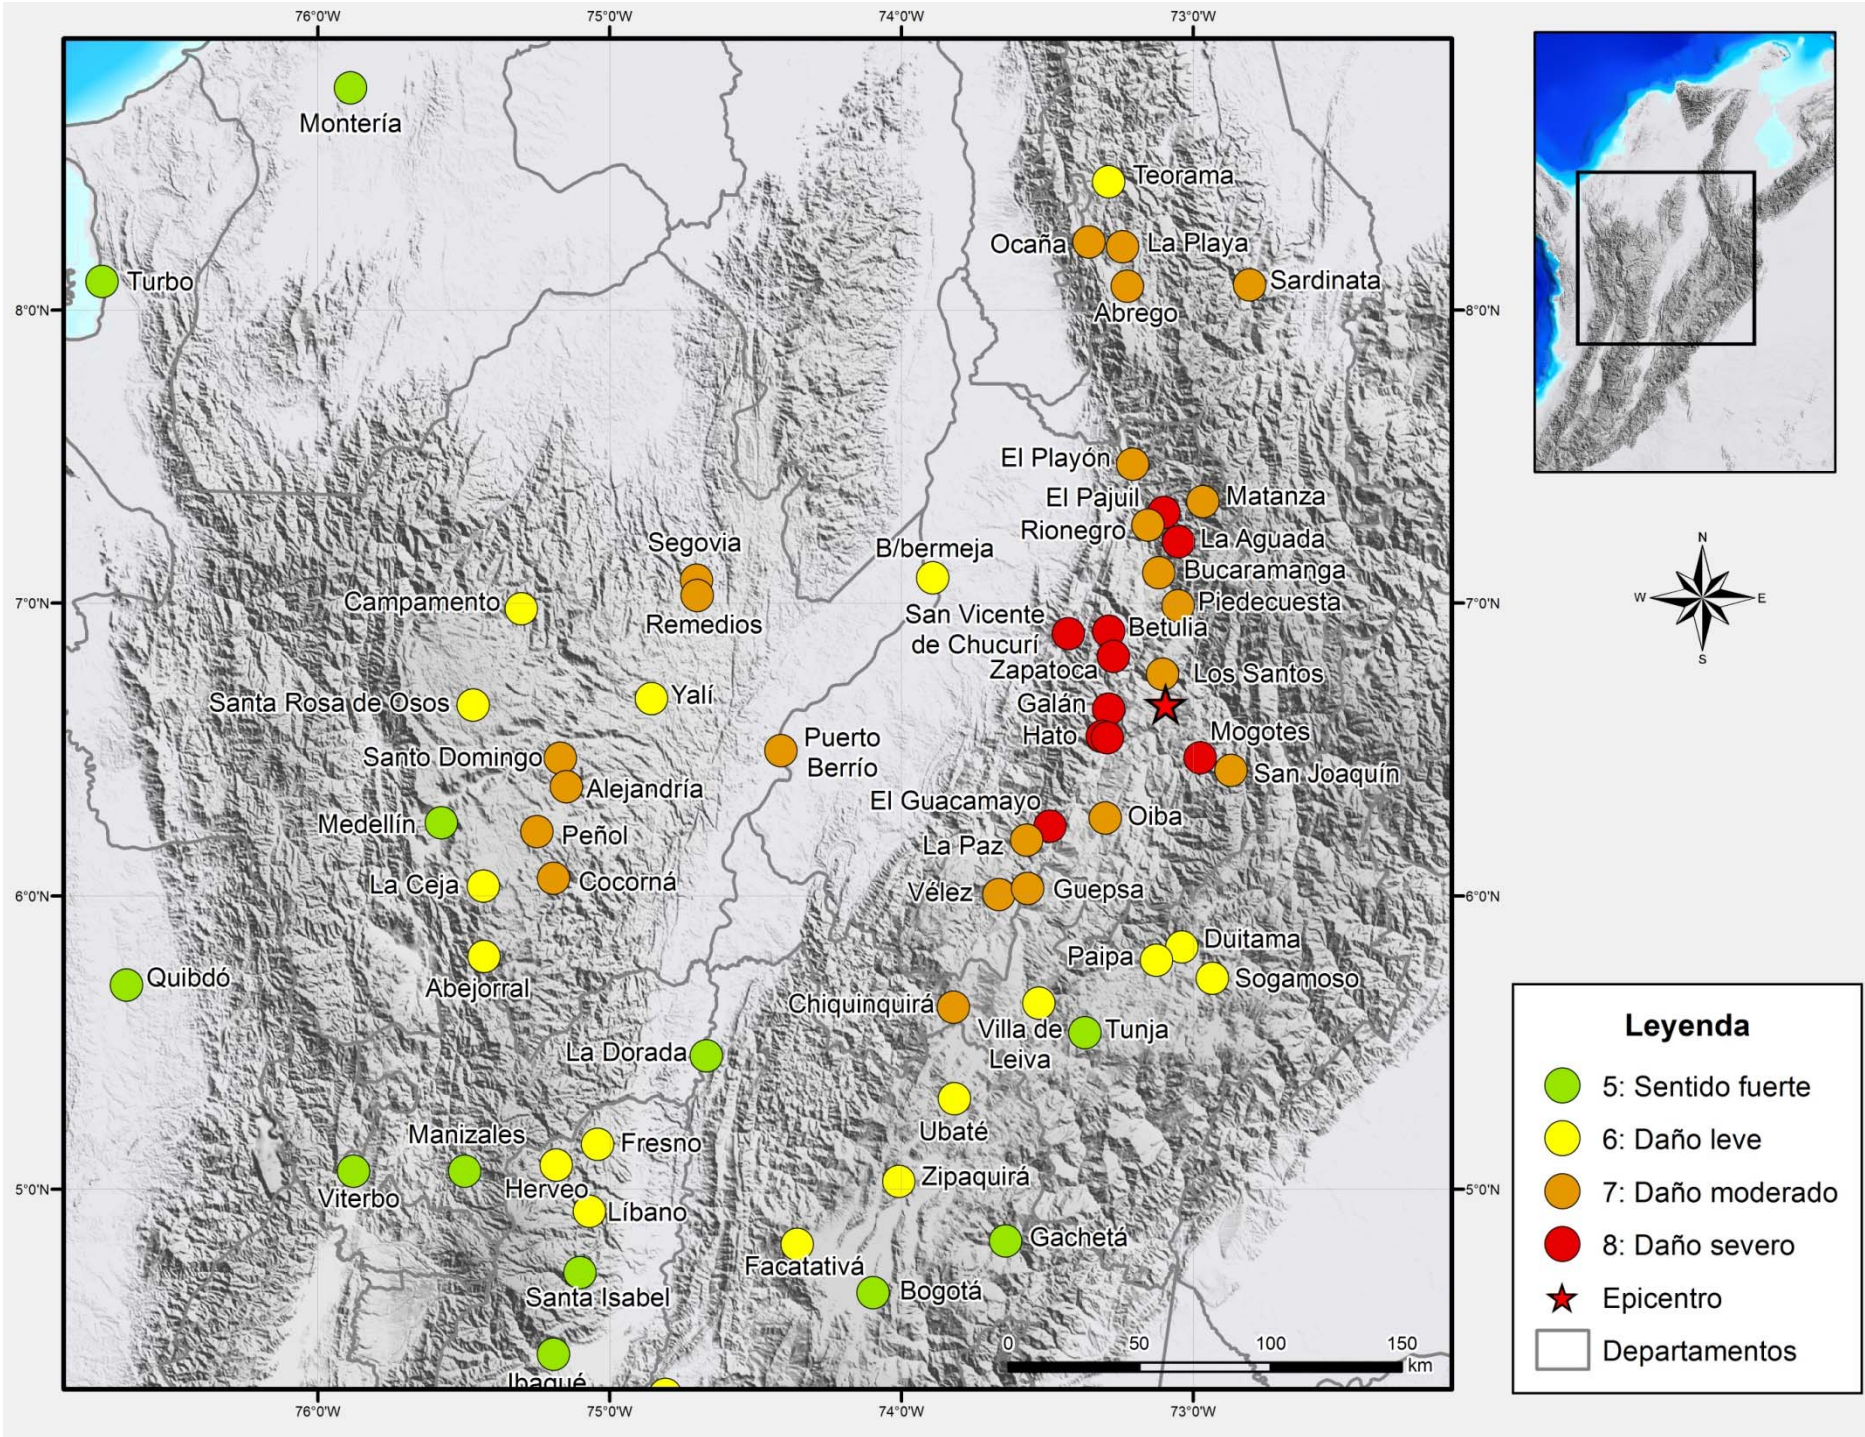 76°0'W
75°0'W
74°0'W
73°0'W
Montería
Teorama
Ocaña
La Playa
Turbo
Sardinata
Abrego
8°0'N
8°0'N
El Playón
El Pajuil
Matanza
Rionegro
La Aguada
Segovia
B/bermeja
Bucaramanga
Campamento
Piedecuesta
7°0'N
7°0'N
Remedios
San Vicente
de Chucurí
Betulia
Zapatoca
Los Santos
Santa Rosa de Osos
Yalí
Galán
Hato
Mogotes
Santo Domingo
Puerto
Berrío
San Joaquín
Alejandría
El Guacamayo
Oiba
Medellín
Peñol
La Paz
La Ceja
Cocorná
Vélez
Guepsa
6°0'N
6°0'N
Duitama
Paipa
Sogamoso
Quibdó
Abejorral
Chiquinquirá
Villa de
Leiva
Tunja
La Dorada
Ubaté
Manizales
Fresno
Viterbo
Herveo
Zipaquirá
5°0'N
5°0'N
Líbano
Gachetá
Facatativá
Santa Isabel
Bogotá
Ibagué
0 50 100 150
km
76°0'W
75°0'W
74°0'W
73°0'W
N
W E
S
Leyenda
5: Sentido fuerte
6: Daño leve
7: Daño moderado
8: Daño severo
Epicentro
Departamentos